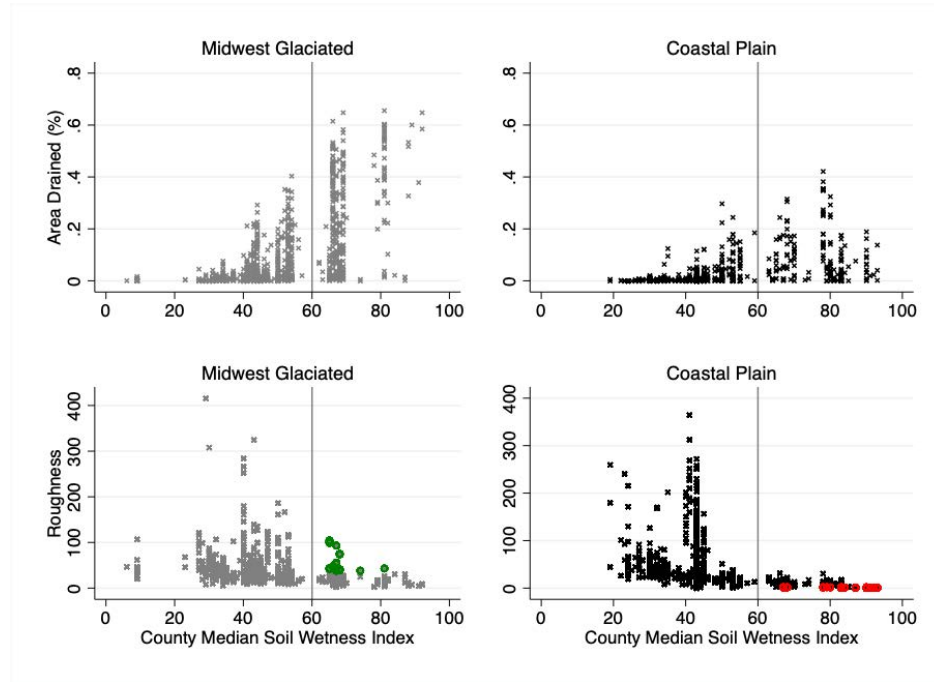 Midwest Glaciated
Coastal Plain
Area Drained (%)
.8
.6
.4
.2
0
0 20 40 60 80 100
.8
.6
.4
.2
0
0 20 40 60 80 100
Midwest Glaciated
Coastal Plain
Roughness
400
300
200
100
0
0 20 40 60 80 100
County Median Soil Wetness Index
400
300
200
100
0
0 20 40 60 80 100
County Median Soil Wetness Index